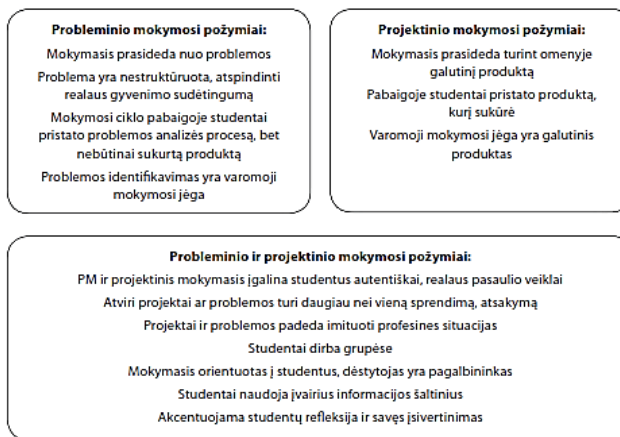 Probleminio mokymosi požymiai:
Mokymasis prasideda nuo problemos
Problema yra nestruktūruota, atspindinti
realaus gyvenimo sudėtingumą
Mokymosi ciklo pabaigoje studentai
pristato problemos analizės procesą, bet
nebūtinai sukurtą produktą
Problemos identifikavimas yra varomoji
mokymosi jėga
Projektinio mokymosi požymiai:
Mokymasis prasideda turint omenyje
galutinį produktą
Pabaigoje studentai pristato produktą,
kurį sukūrė
Varomoji mokymosi jėga yra galutinis
produktas
Probleminio ir projektinio mokymosi požymiai:
PM ir projektinis mokymasis įgalina studentus autentiškai, realaus pasaulio veiklai
Atviri projektai ar problemos turi daugiau nei vieną sprendimą, atsakymą
Projektai ir problemos padeda imituoti profesines situacijas
Studentai dirba grupėse
Mokymasis orientuotas į studentus, dėstytojas yra pagalbininkas
Studentai naudoja įvairius informacijos šaltinius
Akcentuojama studentų refleksija ir savęs įsivertinimas